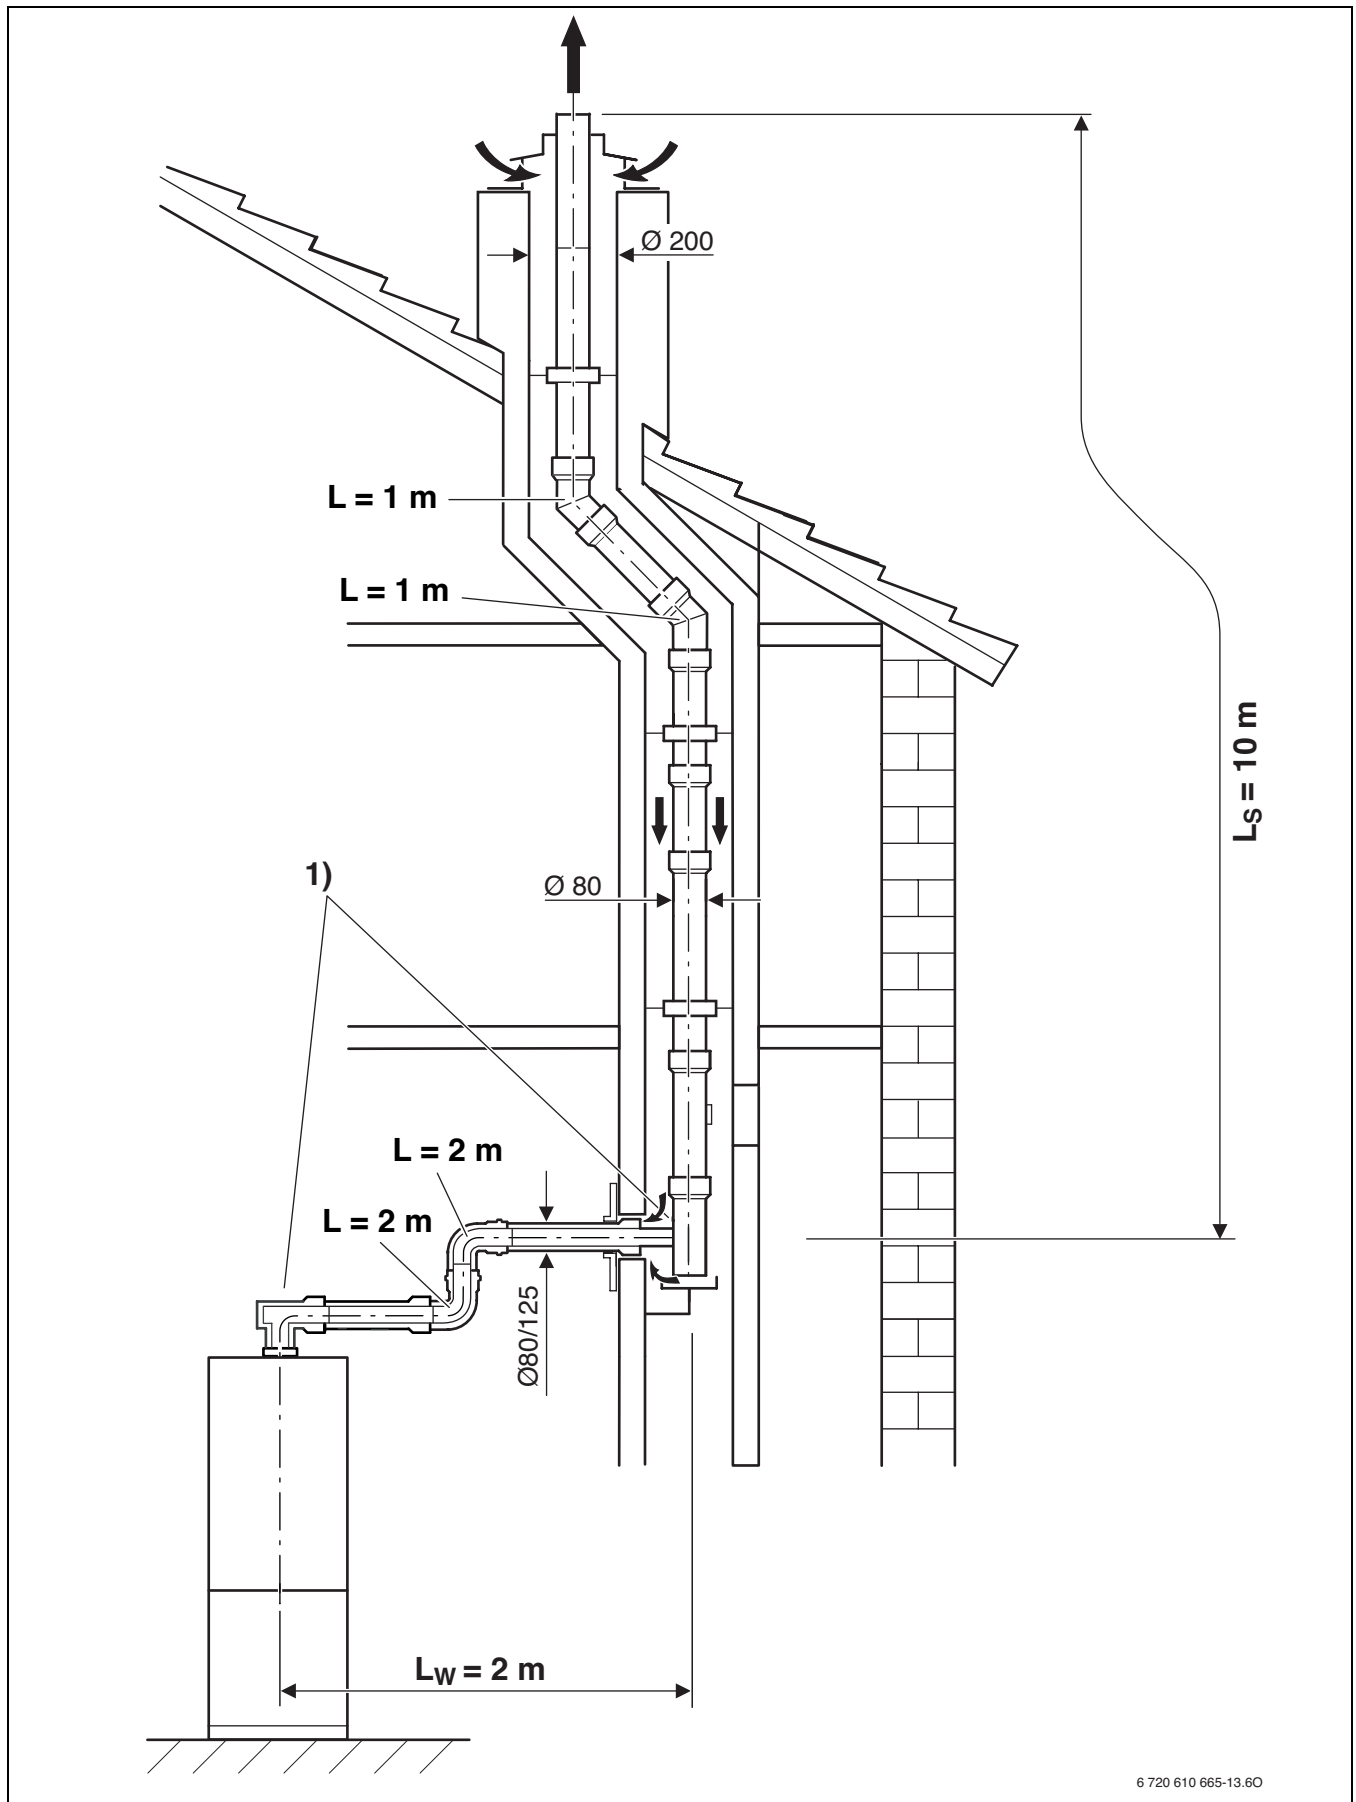 Ø 200
L = 1 m
L = 1 m
LS = 10 m
1)
Ø 80
L = 2 m
L = 2 m
Ø80/125
LW = 2 m
6 720 610 665-13.6O